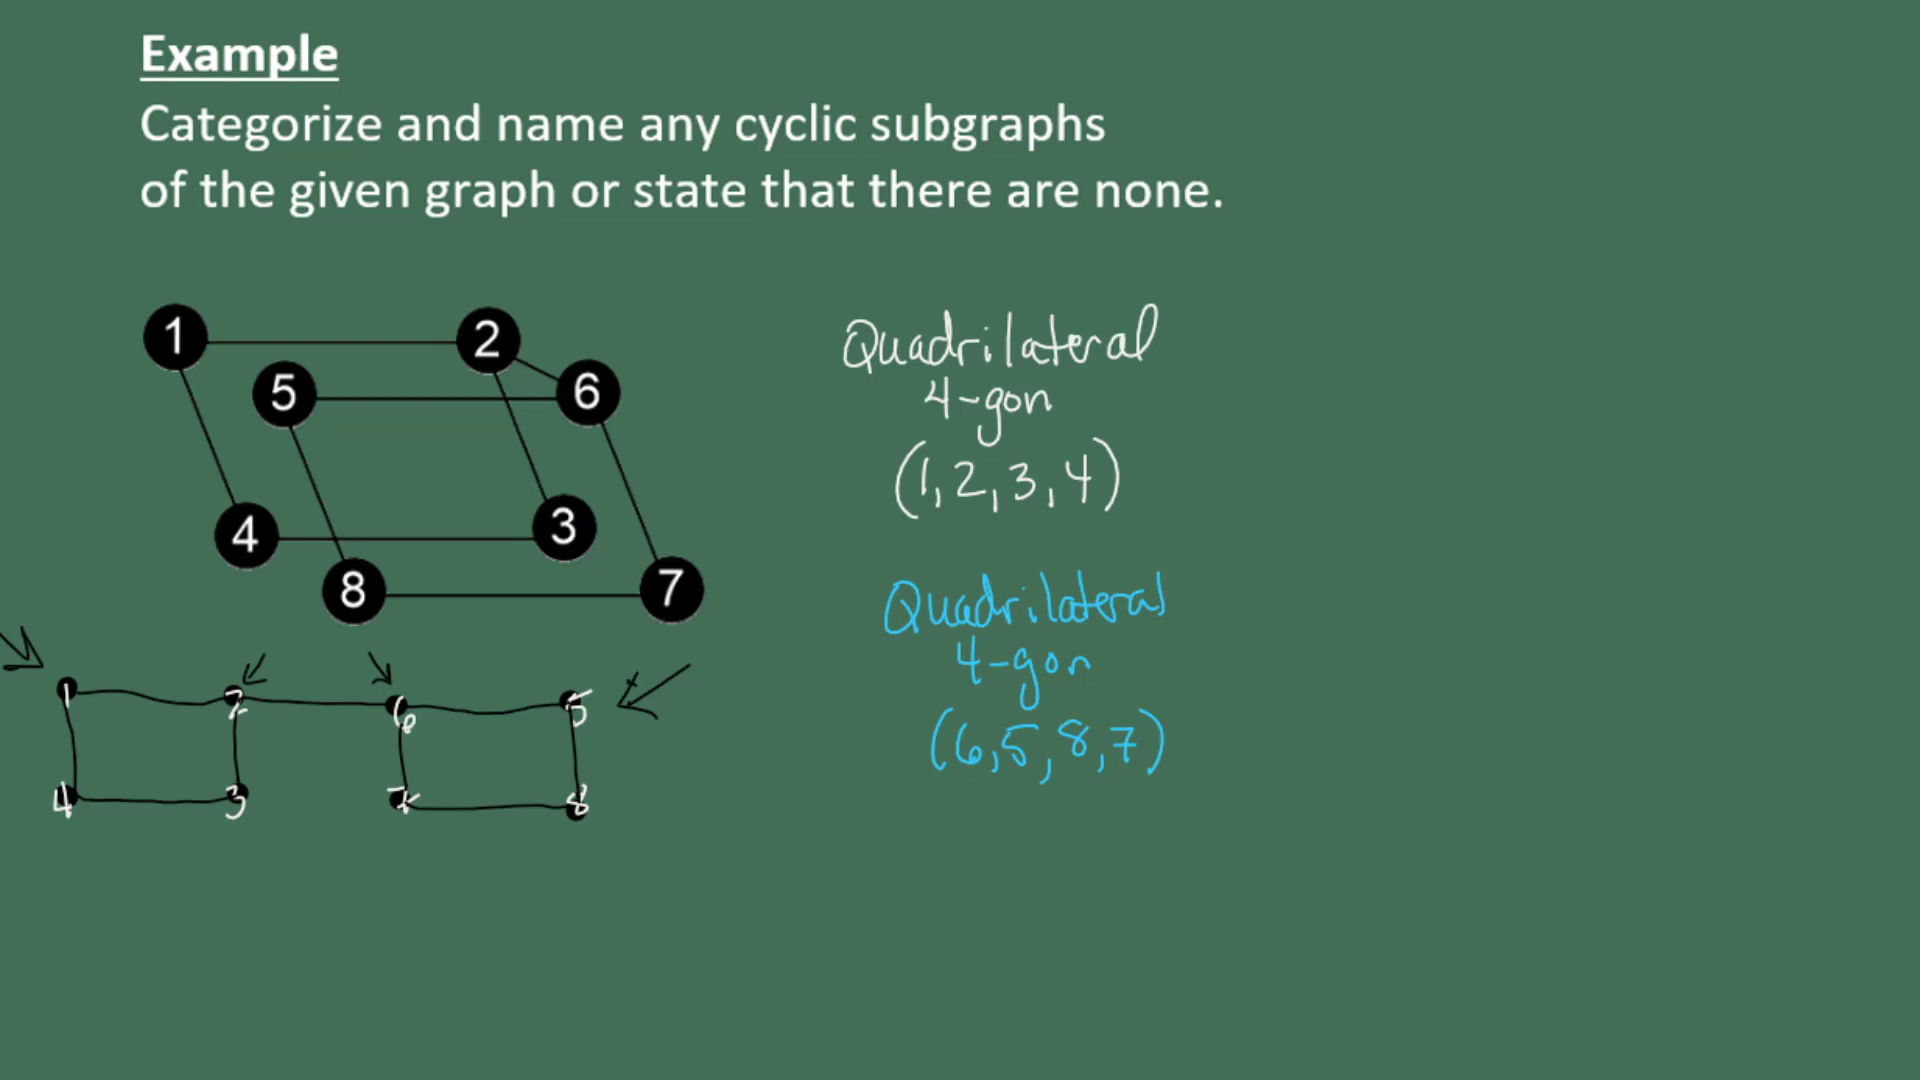 Example
Categorize and name any cyclic subgraphs
of the given graph or state that there are none.
1
2
5
6
4
3
8
7
Quadrilateral
4-gon
(1,2,3,4)
Quadrilateral
4-gon
(6,5,8,7)
1
2
6
5
4
3
7
8